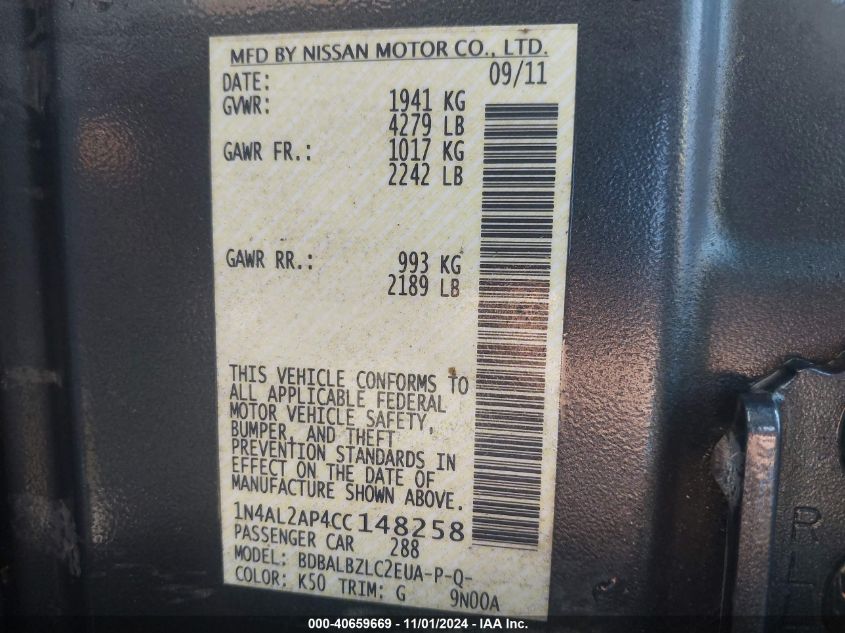 MFD BY NISSAN MOTOR CO., LTD.
DATE: 09/11
GVWR: 1941 KG
4279 LB
GAWR FR.: 1017 KG
2242 LB
GAWR RR.: 993 KG
2189 LB
THIS VEHICLE CONFORMS TO
ALL APPLICABLE FEDERAL
MOTOR VEHICLE SAFETY,
BUMPER, AND THEFT
PREVENTION STANDARDS IN
EFFECT ON THE DATE OF
MANUFACTURE SHOWN ABOVE.
1N4AL2AP4CC148258
PASSENGER CAR 288
MODEL: BDBALBZLC2EUA-P-Q-
COLOR: K50 TRIM: G 9N00A
R
L
000-40659669 - 11/01/2024 - IAA Inc.